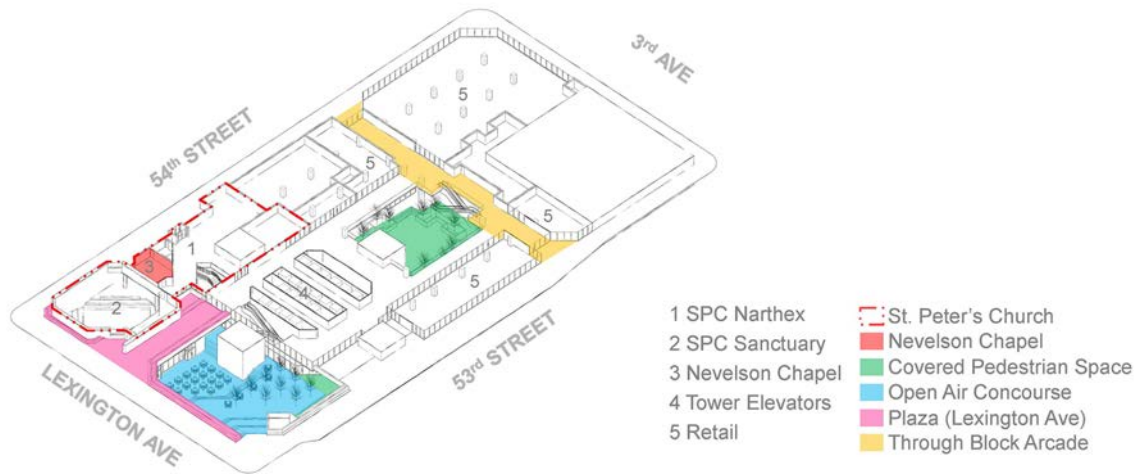 3rd AVE
54th STREET
5
5
5
1
3
5
4
2
53rd STREET
LEXINGTON AVE
1 SPC Narthex
2 SPC Sanctuary
3 Nevelson Chapel
4 Tower Elevators
5 Retail
St. Peter's Church
Nevelson Chapel
Covered Pedestrian Space
Open Air Concourse
Plaza (Lexington Ave)
Through Block Arcade